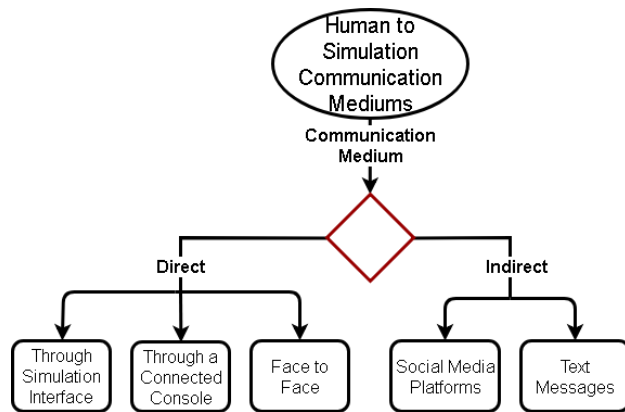 Human to
Simulation
Communication
Mediums
Communication
Medium
Direct
Indirect
Through
Simulation
Interface
Through a
Connected
Console
Face to
Face
Social Media
Platforms
Text
Messages